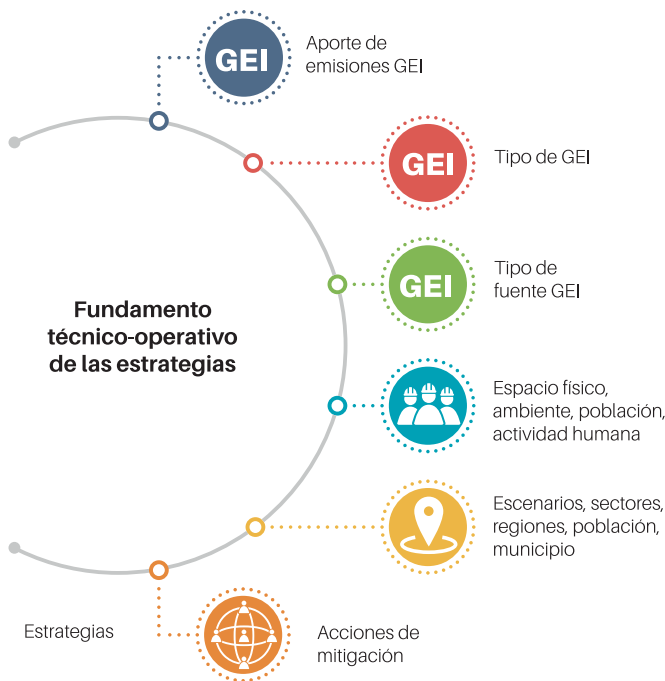 GEI
Aporte de
emisiones GEI
GEI
Tipo de GEI
GEI
Tipo de
fuente GEI
Fundamento
técnico-operativo
de las estrategias
Espacio físico,
ambiente, población,
actividad humana
Escenarios, sectores,
regiones, población,
municipio
Estrategias
Acciones de
mitigación